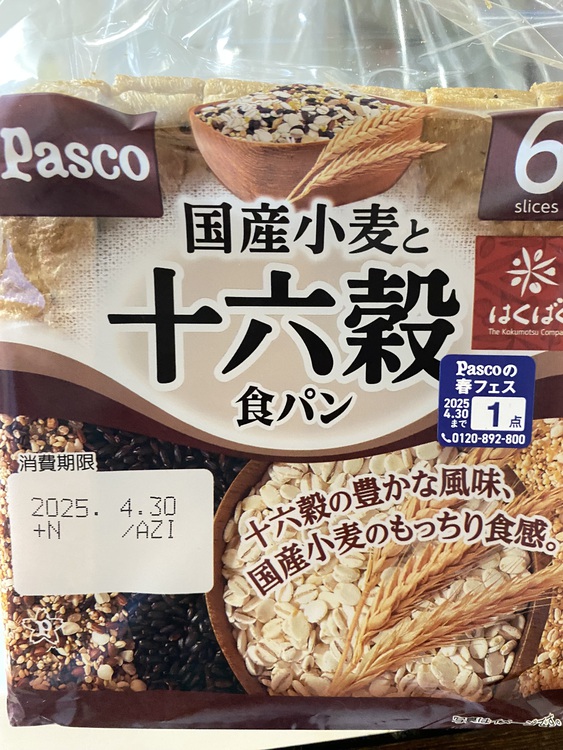 Pasco
6
slices
国産小麦と
十六穀
食パン
はくばく
The Kokumotsu Compa
Pascoの
春フェス
2025
4.30
まで
1点
0120-892-800
消費期限
2025. 4.30
+N /AZI
十六穀の豊かな風味、
国産小麦のもっちり食感。